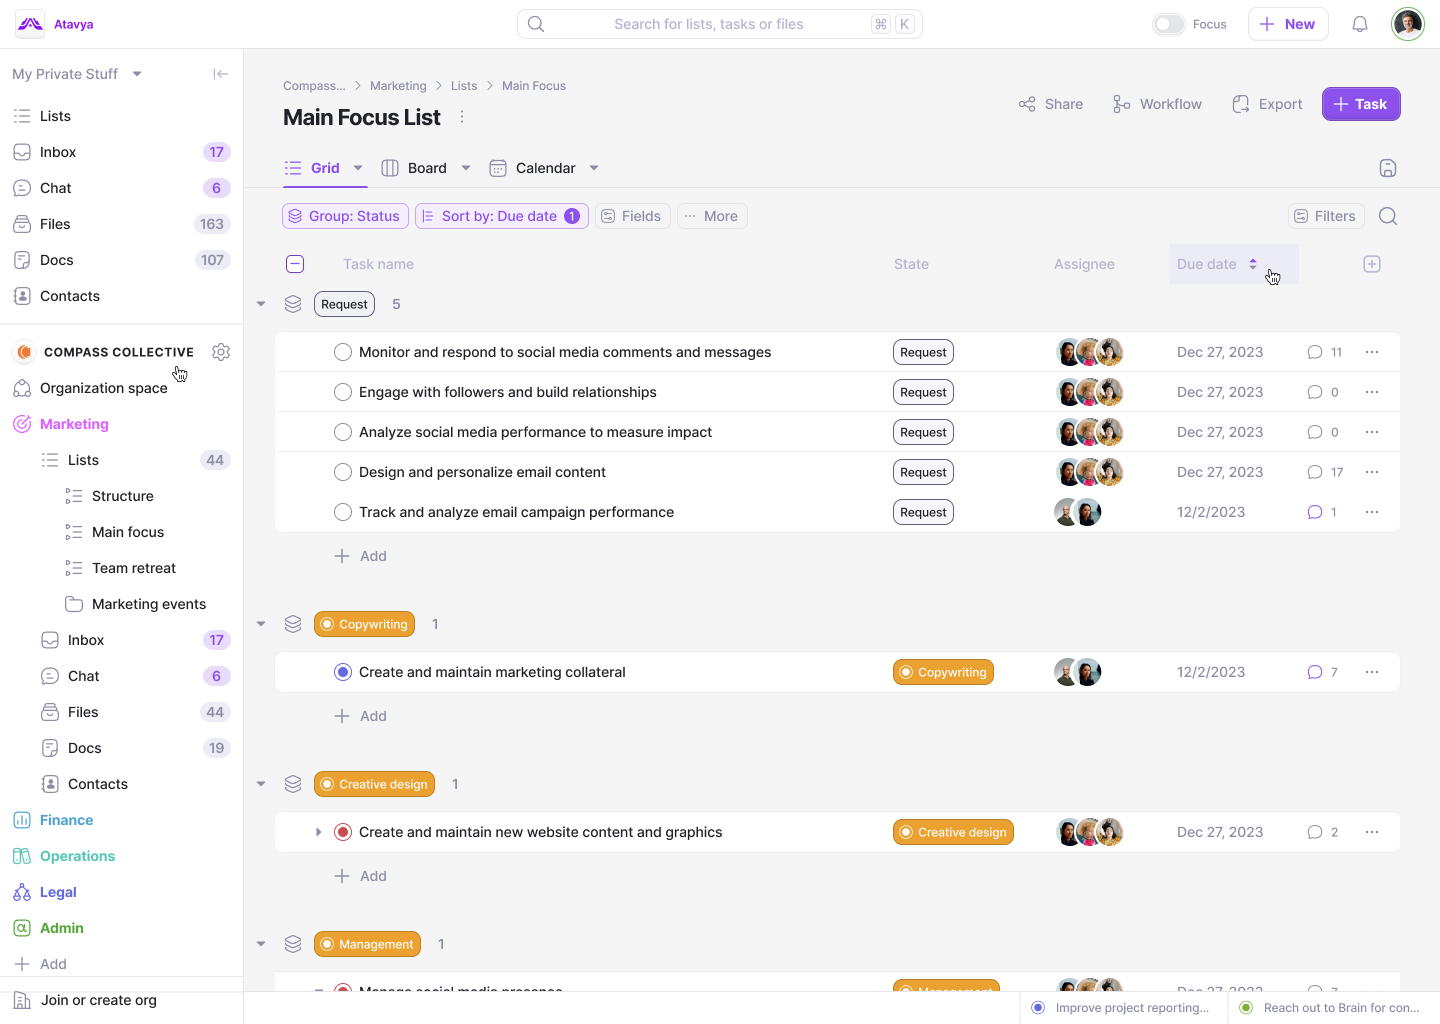 Atavya
Search for lists, tasks or files
⌘ K
Focus
New
My Private Stuff
Lists
Inbox 17
Chat 6
Files 163
Docs 107
Contacts
COMPASS COLLECTIVE
Organization space
Marketing
Lists 44
Structure
Main focus
Team retreat
Marketing events
Inbox 17
Chat 6
Files 44
Docs 19
Contacts
Finance
Operations
Legal
Admin
Add
Join or create org
Compass... > Marketing > Lists > Main Focus
Main Focus List
Share
Workflow
Export
Task
Grid
Board
Calendar
Group: Status
Sort by: Due date 1
Fields
More
Filters
Task name State Assignee Due date
Request 5
Monitor and respond to social media comments and messages Request Dec 27, 2023 11
Engage with followers and build relationships Request Dec 27, 2023 0
Analyze social media performance to measure impact Request Dec 27, 2023 0
Design and personalize email content Request Dec 27, 2023 17
Track and analyze email campaign performance Request 12/2/2023 1
Add
Copywriting 1
Create and maintain marketing collateral Copywriting 12/2/2023 7
Add
Creative design 1
Create and maintain new website content and graphics Creative design Dec 27, 2023 2
Add
Management 1
Manage social media presence Management Dec 27, 2023 7
Improve project reporting...
Reach out to Brain for con...